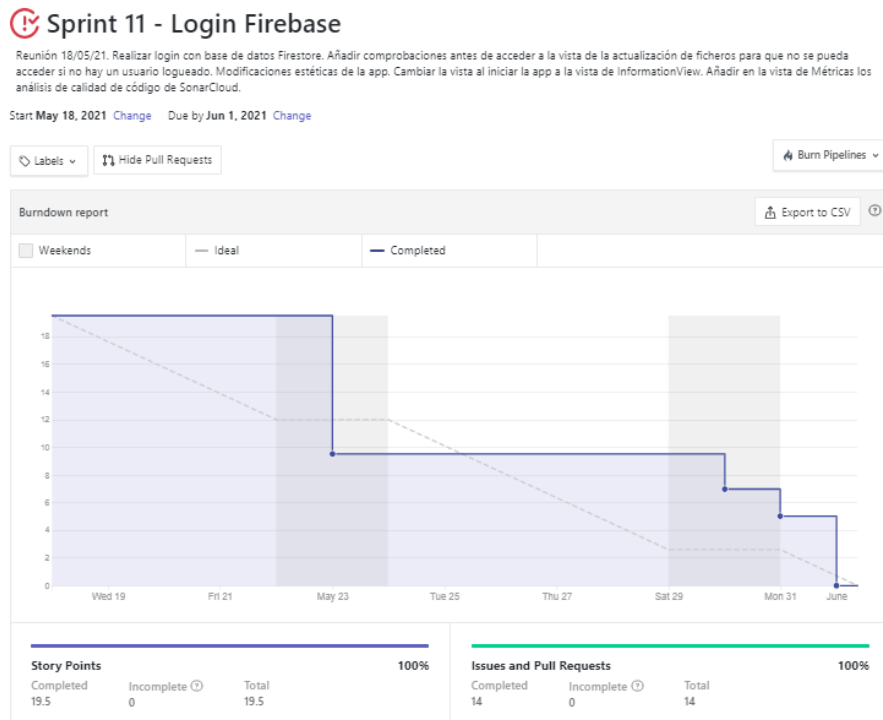 Sprint 11 - Login Firebase
Reunión 18/05/21. Realizar login con base de datos Firestore. Añadir comprobaciones antes de acceder a la vista de la actualización de ficheros para que no se pueda
acceder si no hay un usuario logueado. Modificaciones estéticas de la app. Cambiar la vista al iniciar la app a la vista de InformationView. Añadir en la vista de Métricas los
análisis de calidad de código de SonarCloud.
Start May 18, 2021 Change Due by Jun 1, 2021 Change
Labels Hide Pull Requests Burn Pipelines
Burndown report Export to CSV
Weekends Ideal Completed
18
16
14
12
10
8
6
4
2
0
Wed 19 Fri 21 May 23 Tue 25 Thu 27 Sat 29 Mon 31 June
Story Points 100% Issues and Pull Requests 100%
Completed Incomplete Total Completed Incomplete Total
19.5 0 19.5 14 0 14